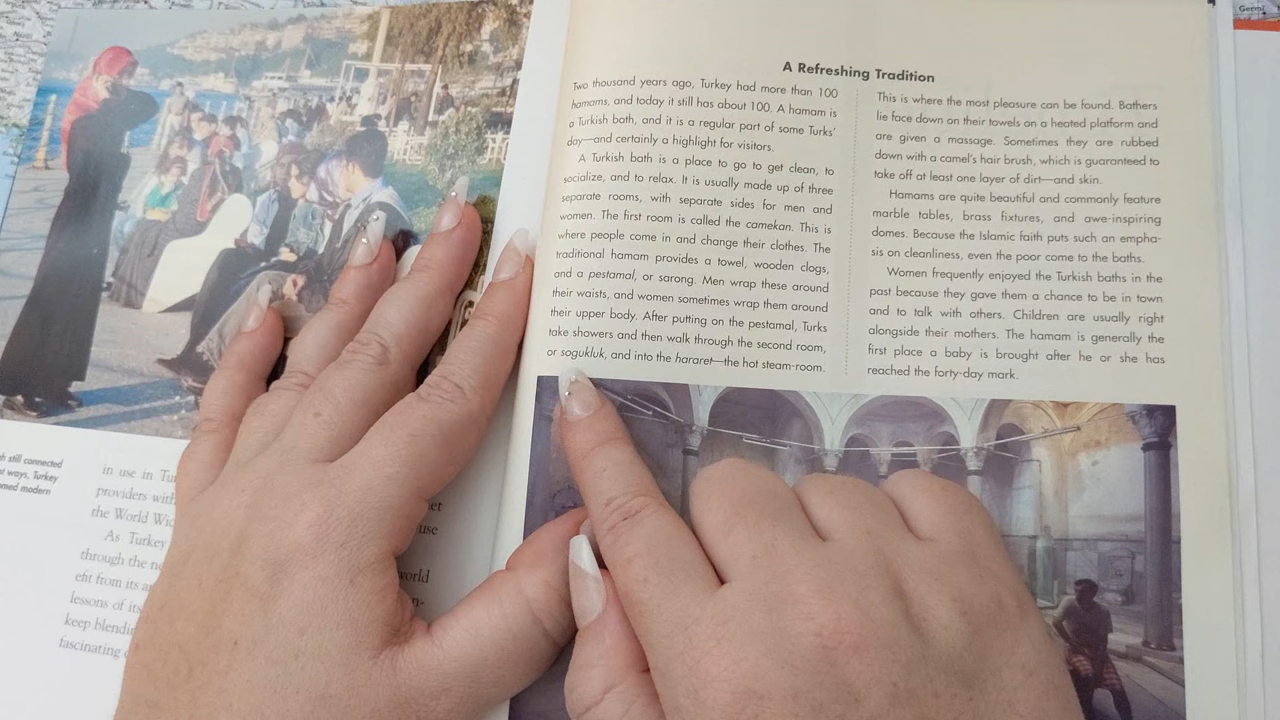 Germi
h still connected
nt ways, Turkey
med modern
in use in Tur
providers with
the World Wid
As Turkey
through the ne
efit from its
lessons of its
keep blendin
fascinating
net
use
world
n-
A Refreshing Tradition
Two thousand years ago, Turkey had more than 100
hamams, and today it still has about 100. A hamam is
a Turkish bath, and it is a regular part of some Turks'
day—and certainly a highlight for visitors.
A Turkish bath is a place to go to get clean, to
socialize, and to relax. It is usually made up of three
separate rooms, with separate sides for men and
women. The first room is called the camekan. This is
where people come in and change their clothes. The
traditional hamam provides a towel, wooden clogs,
and a pestamal, or sarong. Men wrap these around
their waists, and women sometimes wrap them around
their upper body. After putting on the pestamal, Turks
take showers and then walk through the second room,
or sogukluk, and into the hararet—the hot steam-room.
This is where the most pleasure can be found. Bathers
lie face down on their towels on a heated platform and
are given a massage. Sometimes they are rubbed
down with a camel's hair brush, which is guaranteed to
take off at least one layer of dirt—and skin.
Hamams are quite beautiful and commonly feature
marble tables, brass fixtures, and awe-inspiring
domes. Because the Islamic faith puts such an empha-
sis on cleanliness, even the poor come to the baths.
Women frequently enjoyed the Turkish baths in the
past because they gave them a chance to be in town
and to talk with others. Children are usually right
alongside their mothers. The hamam is generally the
first place a baby is brought after he or she has
reached the forty-day mark.